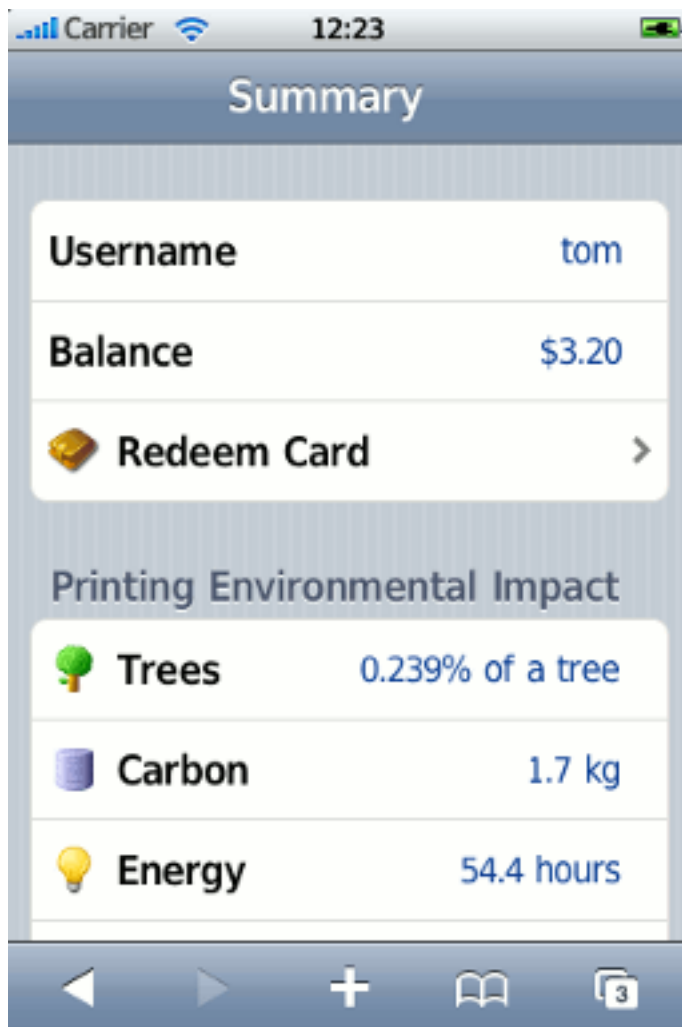 Carrier 12:23
Summary
Username tom
Balance $3.20
Redeem Card
Printing Environmental Impact
Trees 0.239% of a tree
Carbon 1.7 kg
Energy 54.4 hours
3